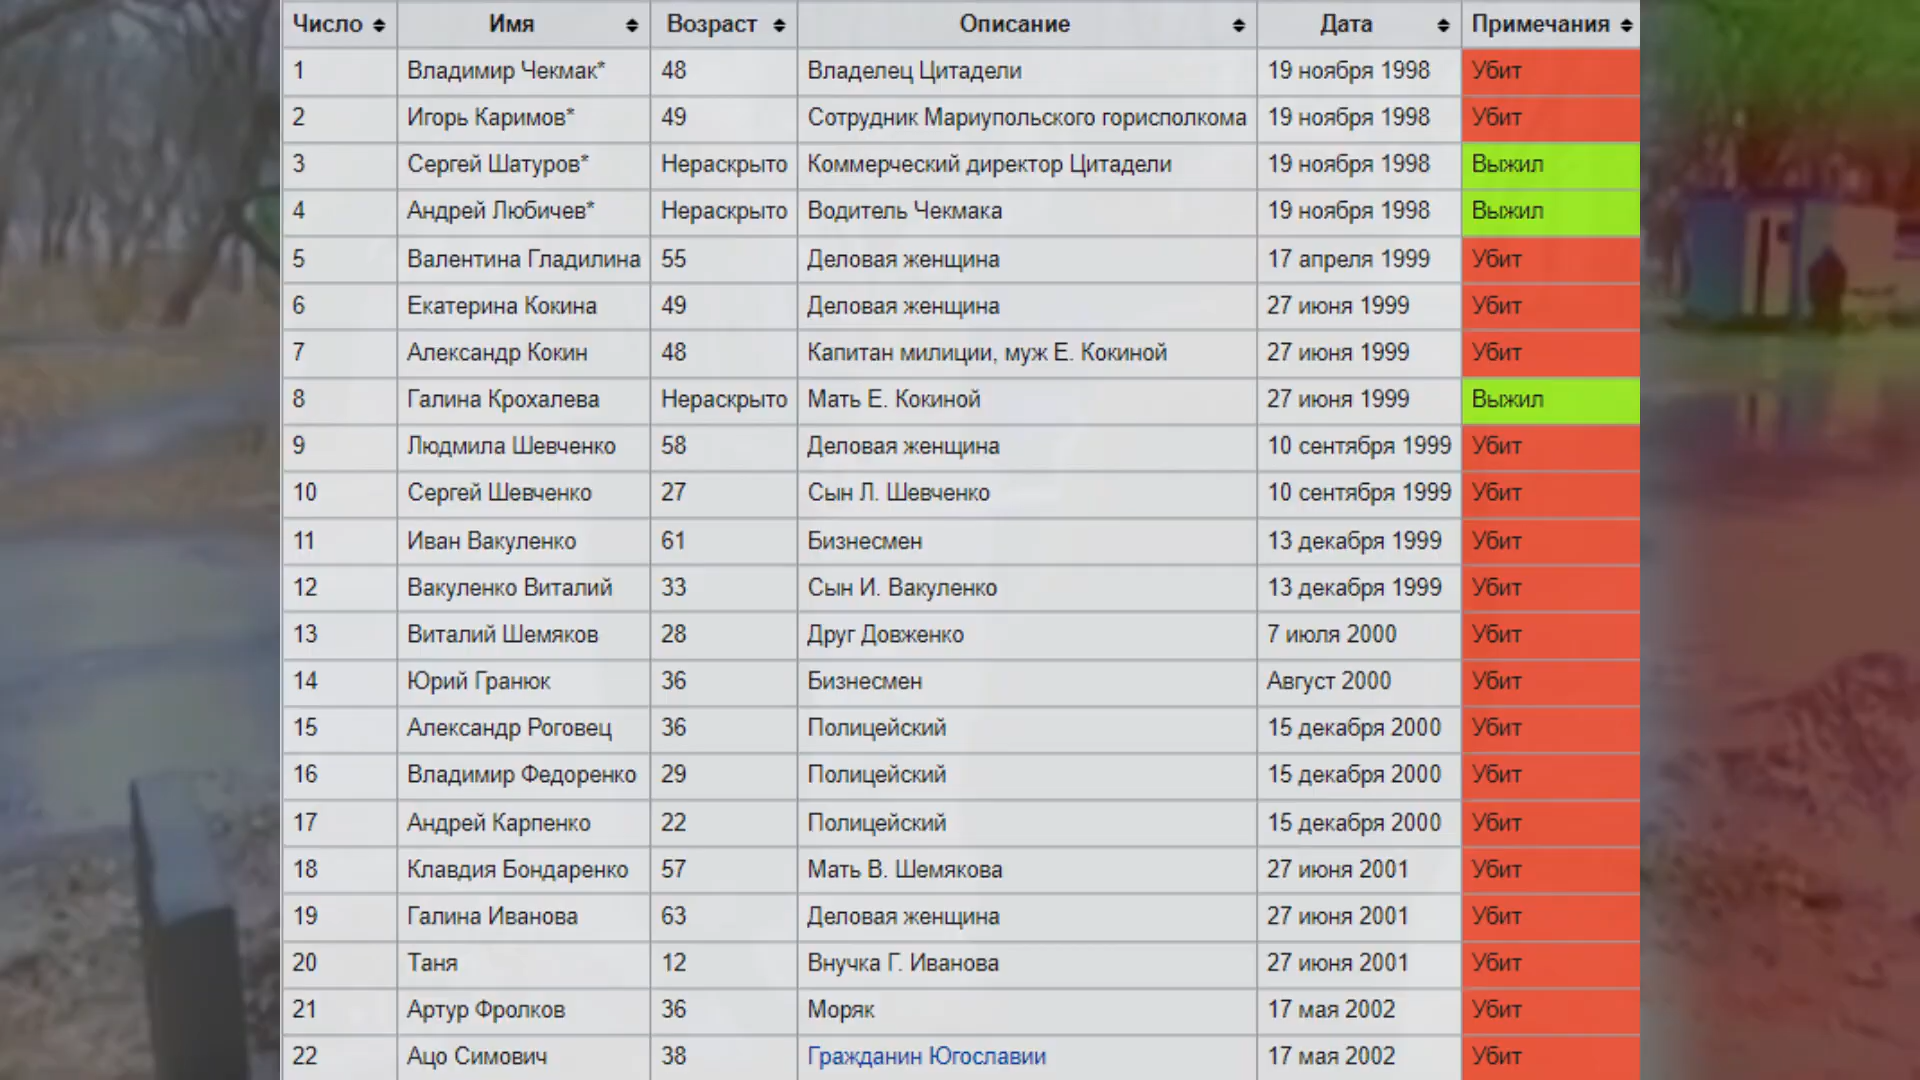 Число Имя Возраст Описание Дата Примечания
1 Владимир Чекмак* 48 Владелец Цитадели 19 ноября 1998 Убит
2 Игорь Каримов* 49 Сотрудник Мариупольского горисполкома 19 ноября 1998 Убит
3 Сергей Шатуров* Нераскрыто Коммерческий директор Цитадели 19 ноября 1998 Выжил
4 Андрей Любичев* Нераскрыто Водитель Чекмака 19 ноября 1998 Выжил
5 Валентина Гладилина 55 Деловая женщина 17 апреля 1999 Убит
6 Екатерина Кокина 49 Деловая женщина 27 июня 1999 Убит
7 Александр Кокин 48 Капитан милиции, муж Е. Кокиной 27 июня 1999 Убит
8 Галина Крохалева Нераскрыто Мать Е. Кокиной 27 июня 1999 Выжил
9 Людмила Шевченко 58 Деловая женщина 10 сентября 1999 Убит
10 Сергей Шевченко 27 Сын Л. Шевченко 10 сентября 1999 Убит
11 Иван Вакуленко 61 Бизнесмен 13 декабря 1999 Убит
12 Вакуленко Виталий 33 Сын И. Вакуленко 13 декабря 1999 Убит
13 Виталий Шемяков 28 Друг Довженко 7 июля 2000 Убит
14 Юрий Гранюк 36 Бизнесмен Август 2000 Убит
15 Александр Роговец 36 Полицейский 15 декабря 2000 Убит
16 Владимир Федоренко 29 Полицейский 15 декабря 2000 Убит
17 Андрей Карпенко 22 Полицейский 15 декабря 2000 Убит
18 Клавдия Бондаренко 57 Мать В. Шемякова 27 июня 2001 Убит
19 Галина Иванова 63 Деловая женщина 27 июня 2001 Убит
20 Таня 12 Внучка Г. Иванова 27 июня 2001 Убит
21 Артур Фролков 36 Моряк 17 мая 2002 Убит
22 Ацо Симович 38 Гражданин Югославии 17 мая 2002 Убит